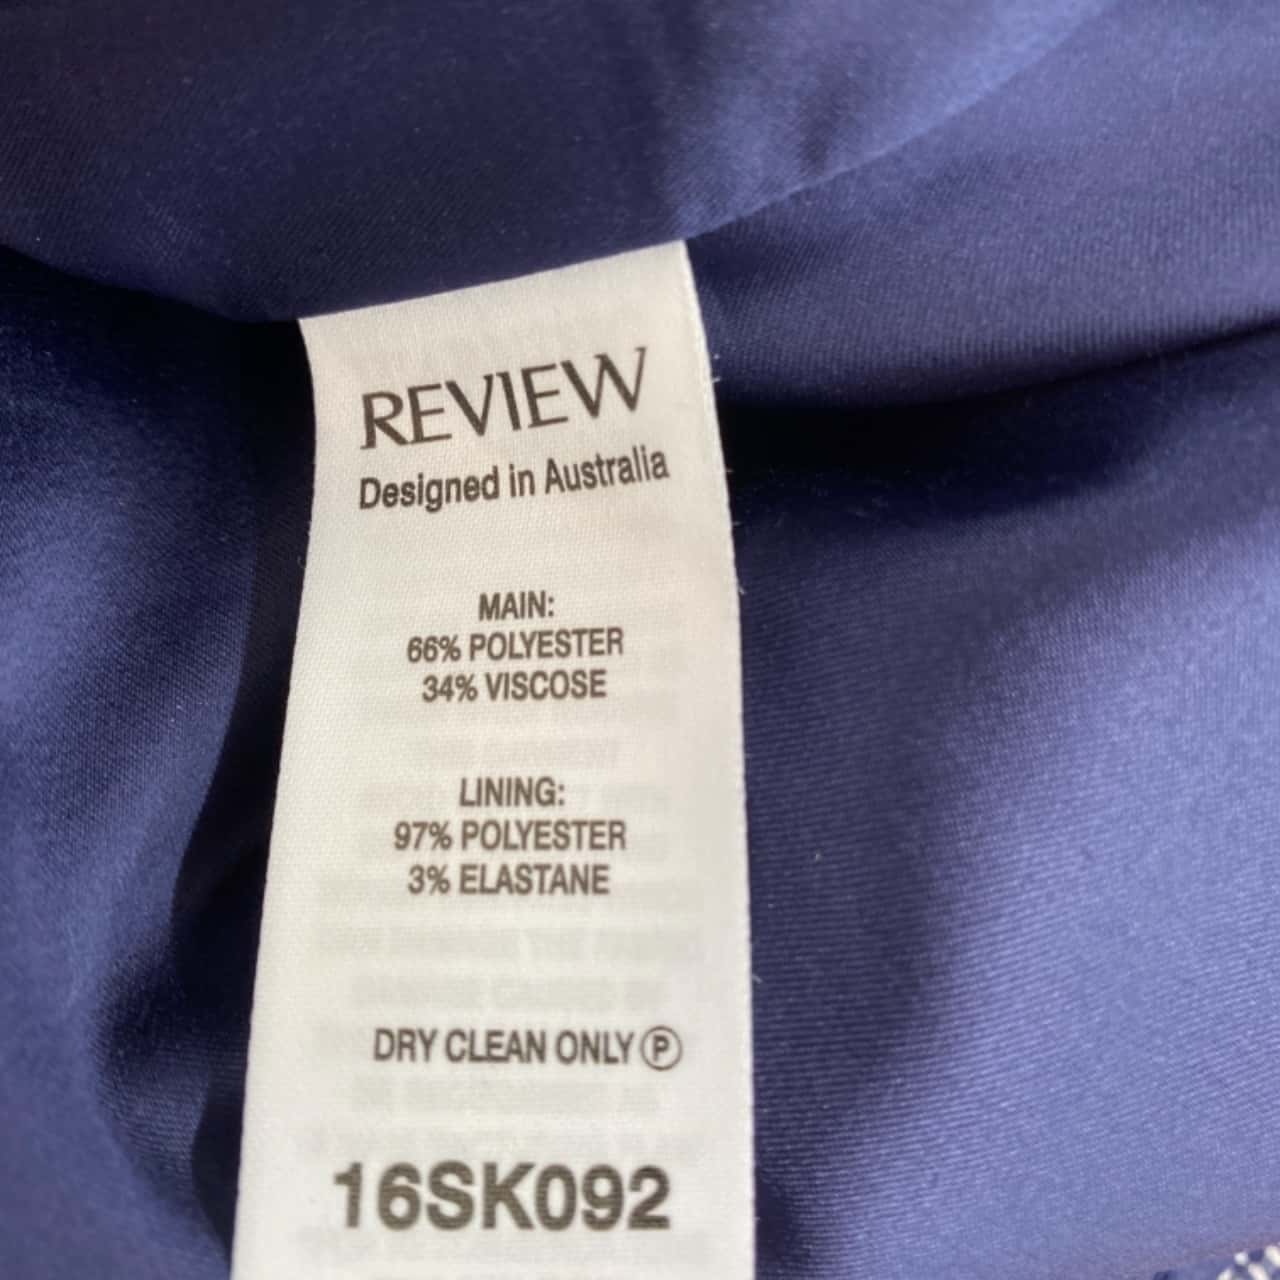 REVIEW
Designed in Australia
MAIN:
66% POLYESTER
34% VISCOSE
LINING:
97% POLYESTER
3% ELASTANE
DRY CLEAN ONLY Ⓟ
16SK092